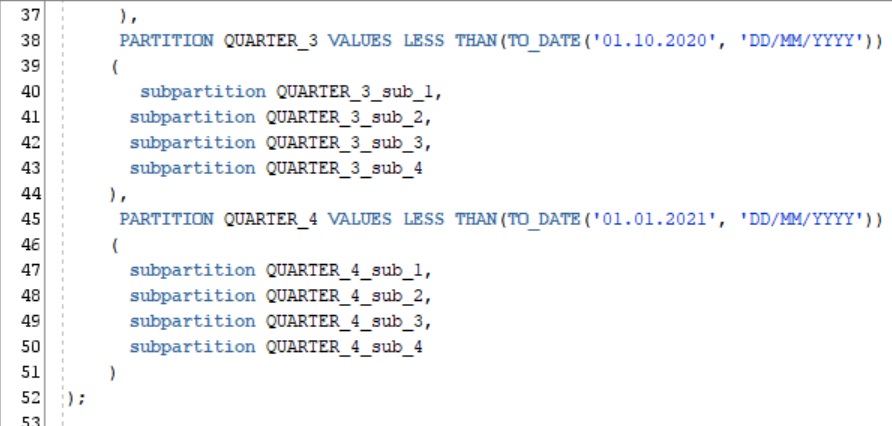 37 ),
38 PARTITION QUARTER_3 VALUES LESS THAN(TO_DATE('01.10.2020', 'DD/MM/YYYY'))
39 (
40 subpartition QUARTER_3_sub_1,
41 subpartition QUARTER_3_sub_2,
42 subpartition QUARTER_3_sub_3,
43 subpartition QUARTER_3_sub_4
44 ),
45 PARTITION QUARTER_4 VALUES LESS THAN(TO_DATE('01.01.2021', 'DD/MM/YYYY'))
46 (
47 subpartition QUARTER_4_sub_1,
48 subpartition QUARTER_4_sub_2,
49 subpartition QUARTER_4_sub_3,
50 subpartition QUARTER_4_sub_4
51 )
52 );
53